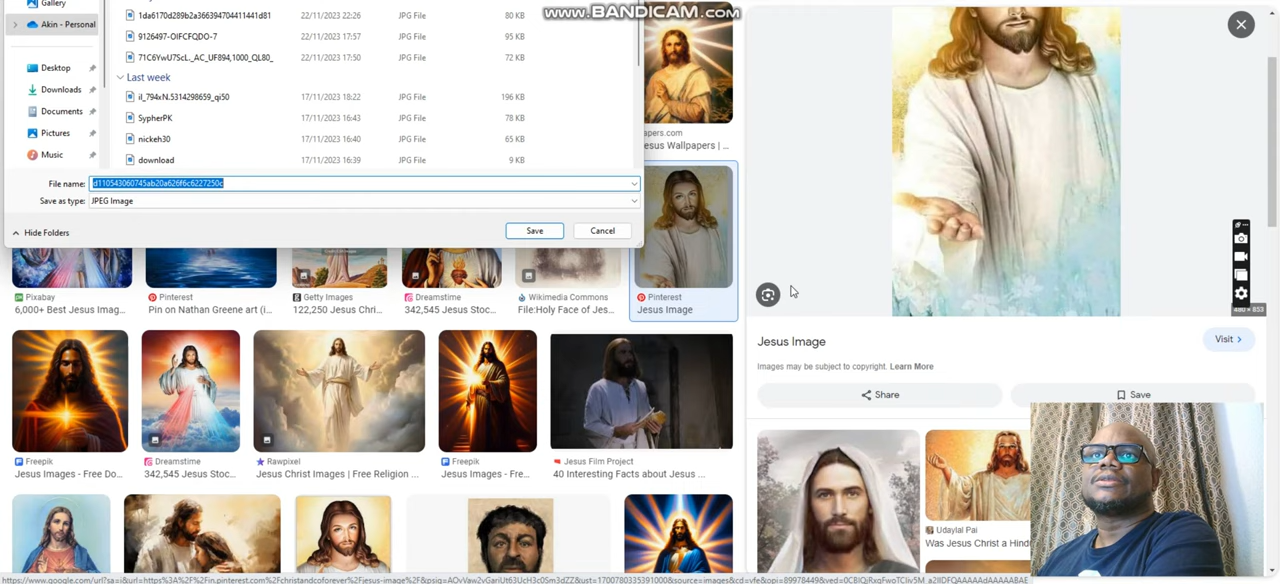 Gallery
Akin - Personal
Desktop
Downloads
Documents
Pictures
Music
1da6170d289b2a366394704411441d81 22/11/2023 22:26 JPG File 80 KB
9126497-OIFCFQDO-7 22/11/2023 17:57 JPG File 95 KB
71C6YwU7ScL._AC_UF894,1000_QL80_ 22/11/2023 17:50 JPG File 72 KB
Last week
il_794xN.5314298659_qi50 17/11/2023 18:22 JPG File 196 KB
SypherPK 17/11/2023 16:43 JPG File 78 KB
nickeh30 17/11/2023 16:40 JPG File 65 KB
download 17/11/2023 16:39 JPG File 9 KB
File name: d110543060745ab20a626f6c6227250c
Save as type: JPEG Image
Hide Folders
Save Cancel
www.BANDICAM.com
apers.com
esus Wallpapers | ...
Pixabay
6,000+ Best Jesus Imag...
Pinterest
Pin on Nathan Greene art (i...
Getty Images
122,250 Jesus Chri...
Dreamstime
342,545 Jesus Stoc...
Wikimedia Commons
File:Holy Face of Jes...
Pinterest
Jesus Image
Freepik
Jesus Images - Free Do...
Dreamstime
342,545 Jesus Stoc...
Rawpixel
Jesus Christ Images | Free Religion ...
Freepik
Jesus Images - Fre...
Jesus Film Project
40 Interesting Facts about Jesus ...
480 × 853
Jesus Image
Visit
Images may be subject to copyright. Learn More
Share
Save
Udaylal Pai
Was Jesus Christ a Hind